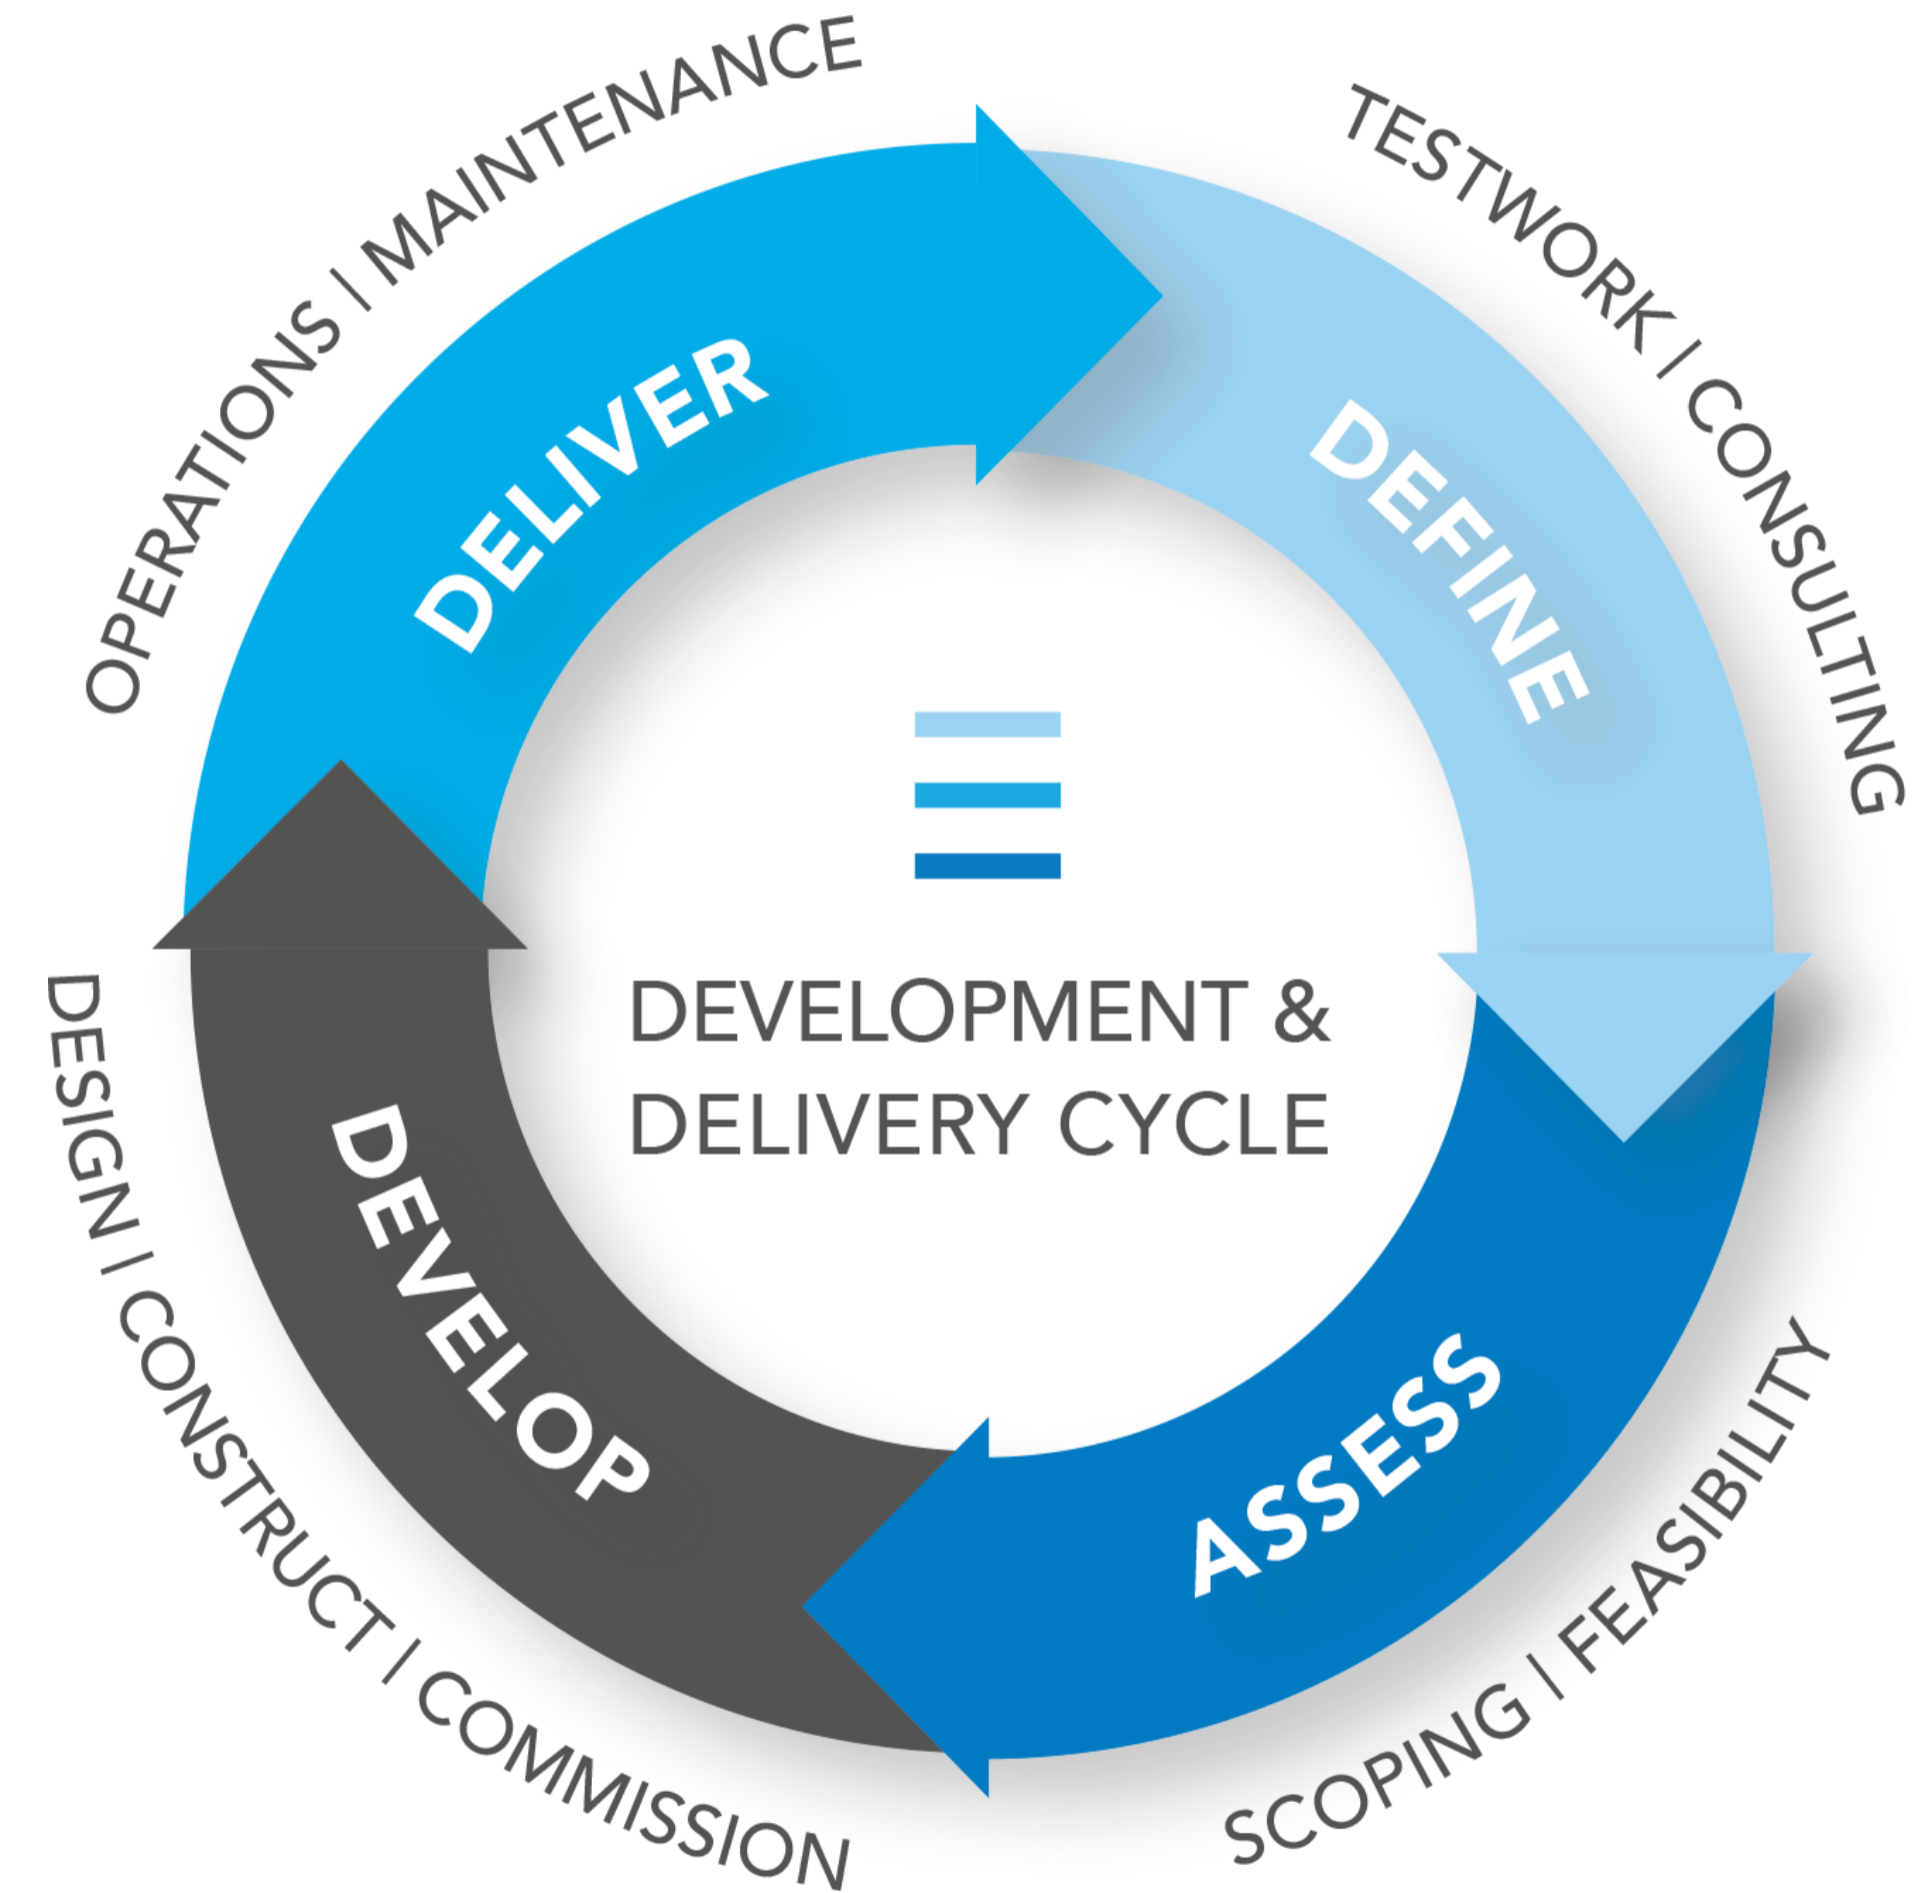 DEVELOPMENT &
DELIVERY CYCLE
DEFINE
TESTWORK | CONSULTING
ASSESS
SCOPING | FEASIBILITY
DEVELOP
DESIGN | CONSTRUCT | COMMISSION
DELIVER
OPERATIONS | MAINTENANCE